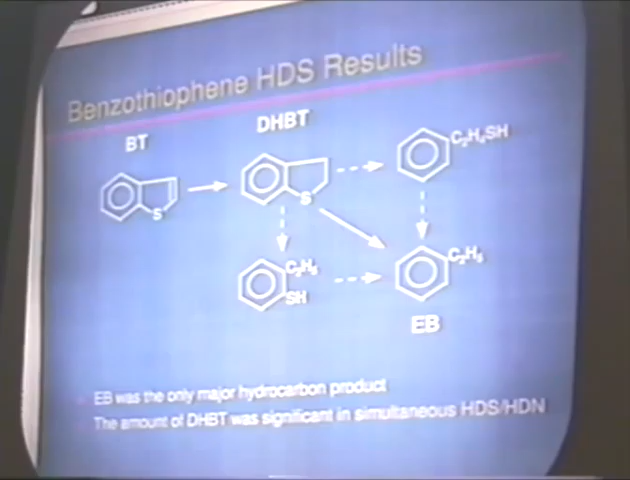 Benzothiophene HDS Results
BT
DHBT
C₂H₄SH
S
S
C₂H₅
SH
C₂H₅
EB
EB was the only major hydrocarbon product
The amount of DHBT was significant in simultaneous HDS/HDN